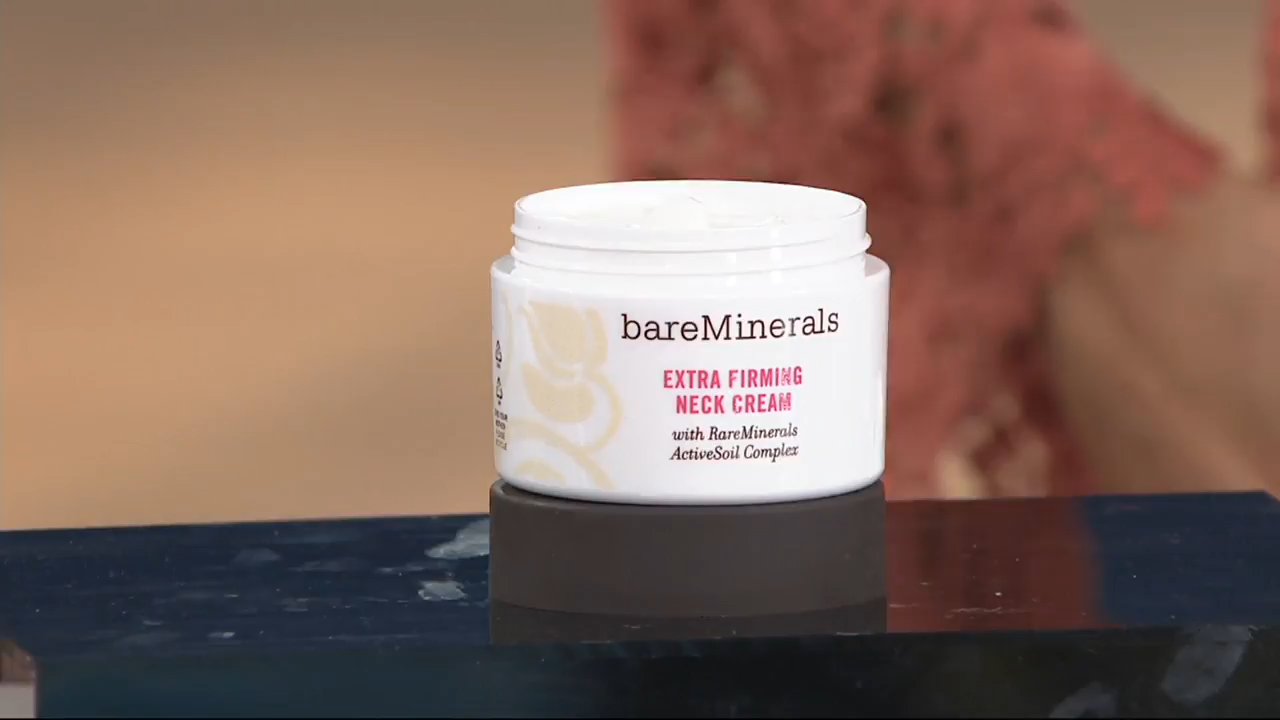 bareMinerals
EXTRA FIRMING
NECK CREAM
with RareMinerals
ActiveSoil Complex